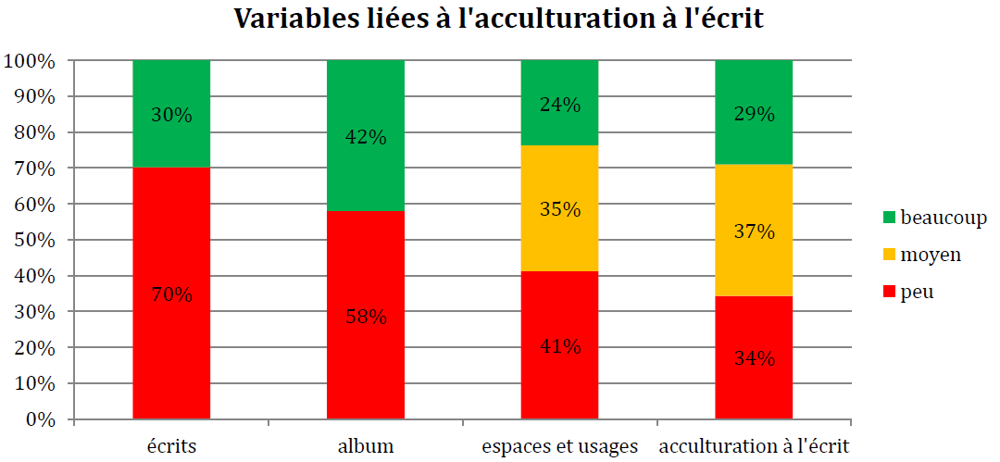 Variables liées à l'acculturation à l'écrit
100%
90%
80%
70%
60%
50%
40%
30%
20%
10%
0%
30%
42%
24%
29%
35%
37%
70%
58%
41%
34%
écrits
album
espaces et usages
acculturation à l'écrit
beaucoup
moyen
peu